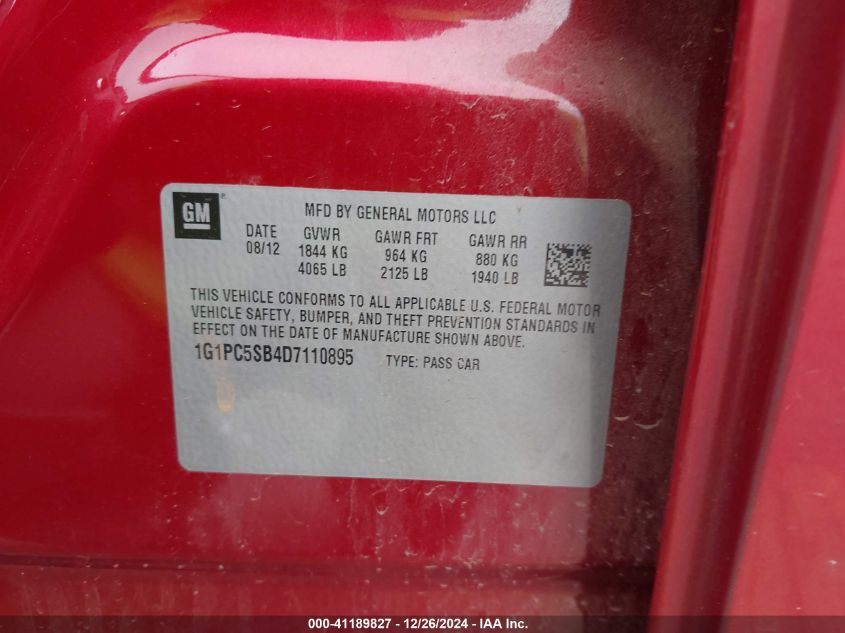 GM
MFD BY GENERAL MOTORS LLC
DATE GVWR GAWR FRT GAWR RR
08/12 1844 KG 964 KG 880 KG
4065 LB 2125 LB 1940 LB
THIS VEHICLE CONFORMS TO ALL APPLICABLE U.S. FEDERAL MOTOR
VEHICLE SAFETY, BUMPER, AND THEFT PREVENTION STANDARDS IN
EFFECT ON THE DATE OF MANUFACTURE SHOWN ABOVE.
1G1PC5SB4D7110895 TYPE: PASS CAR
000-41189827 - 12/26/2024 - IAA Inc.